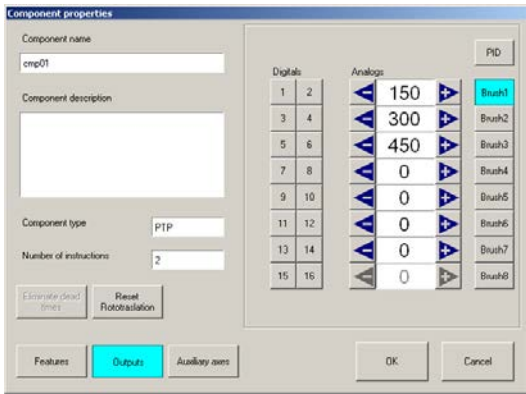 Component properties
Component name
cmp01
Component description
Component type
PTP
Number of instructions
2
Eliminate dead
times
Reset
Rototraslation
Features
Outputs
Auxiliary axes
Digitals
Analogs
PID
1 2 150 Brush1
3 4 300 Brush2
5 6 450 Brush3
7 8 0 Brush4
9 10 0 Brush5
11 12 0 Brush6
13 14 0 Brush7
15 16 0 Brush8
OK
Cancel